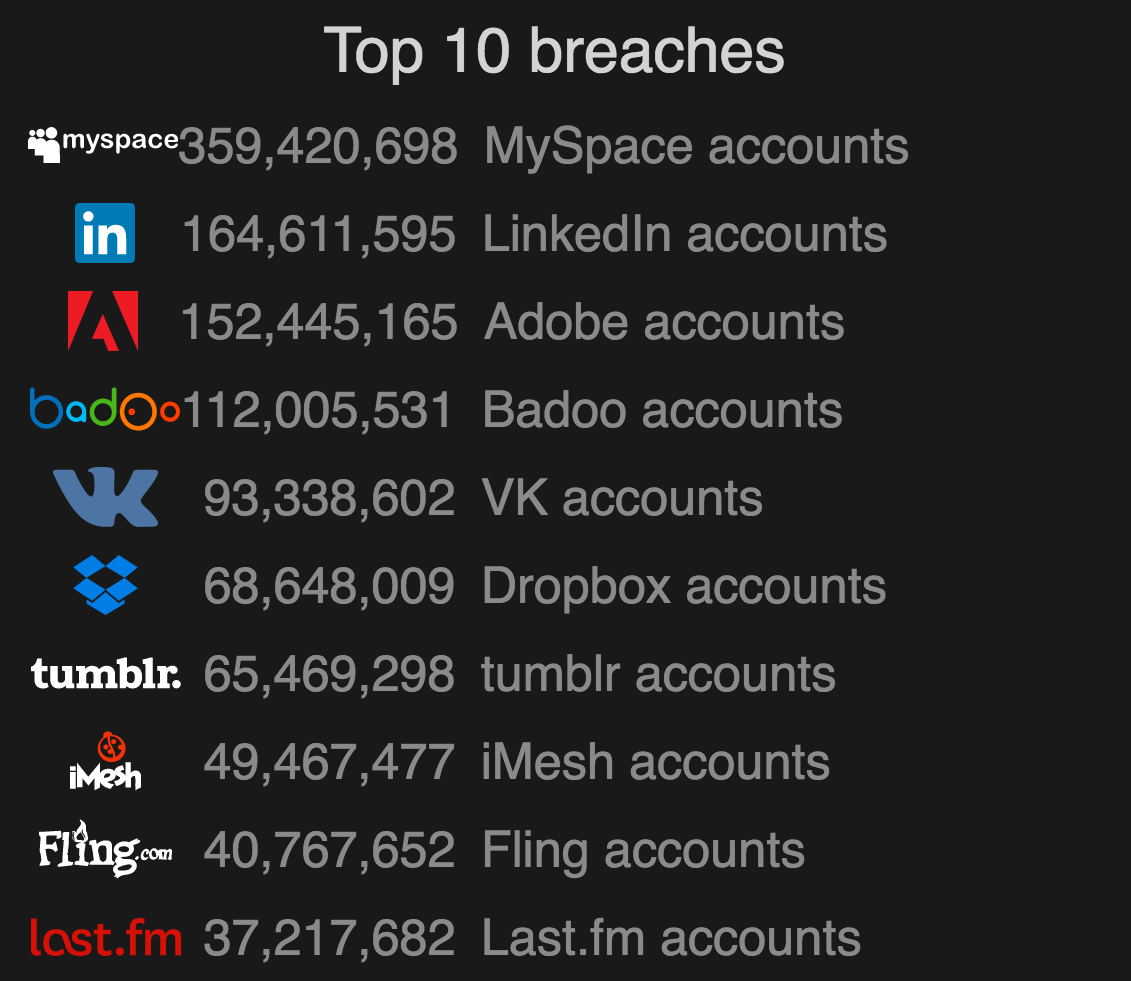 Top 10 breaches
myspace 359,420,698 MySpace accounts
in 164,611,595 LinkedIn accounts
152,445,165 Adobe accounts
badoo 112,005,531 Badoo accounts
93,338,602 VK accounts
68,648,009 Dropbox accounts
tumblr. 65,469,298 tumblr accounts
iMesh 49,467,477 iMesh accounts
Fling.com 40,767,652 Fling accounts
last.fm 37,217,682 Last.fm accounts